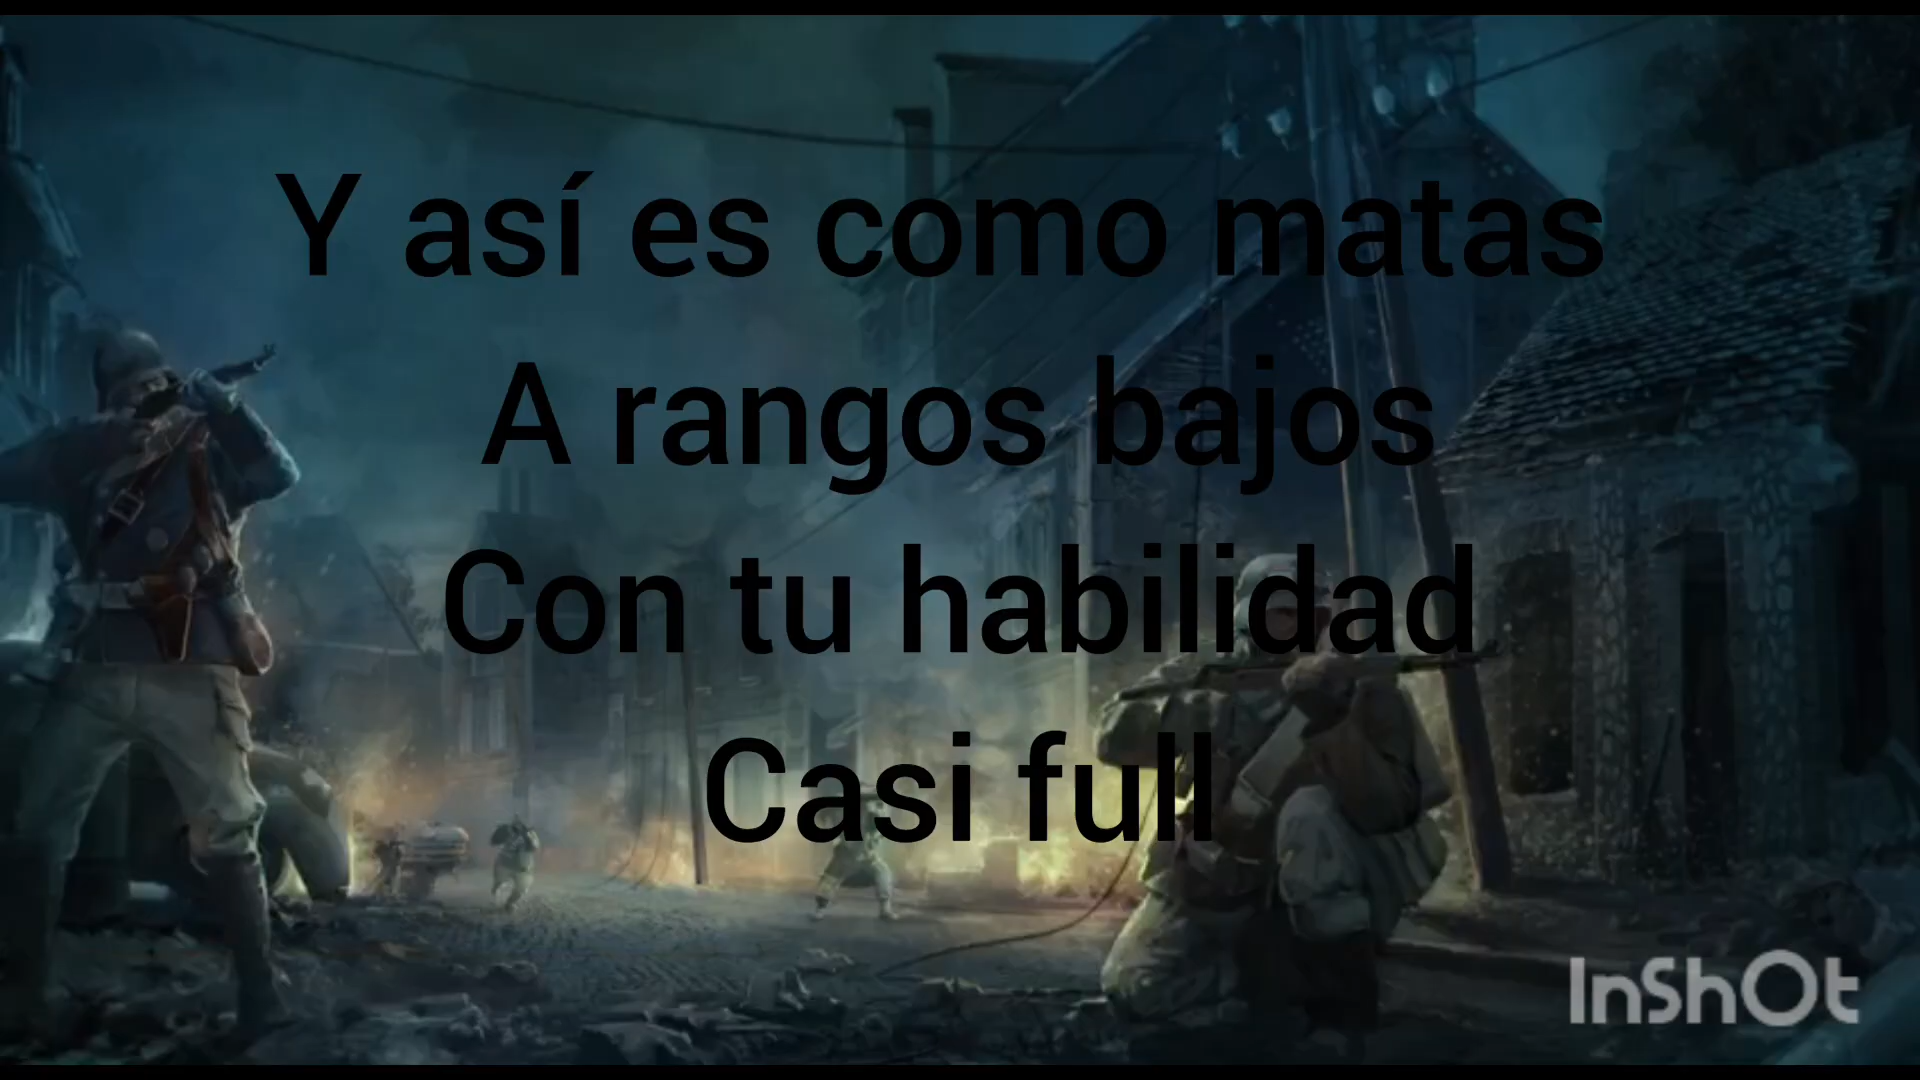 Y así es como matas
A rangos bajos
Con tu habilidad
Casi full
InShOt